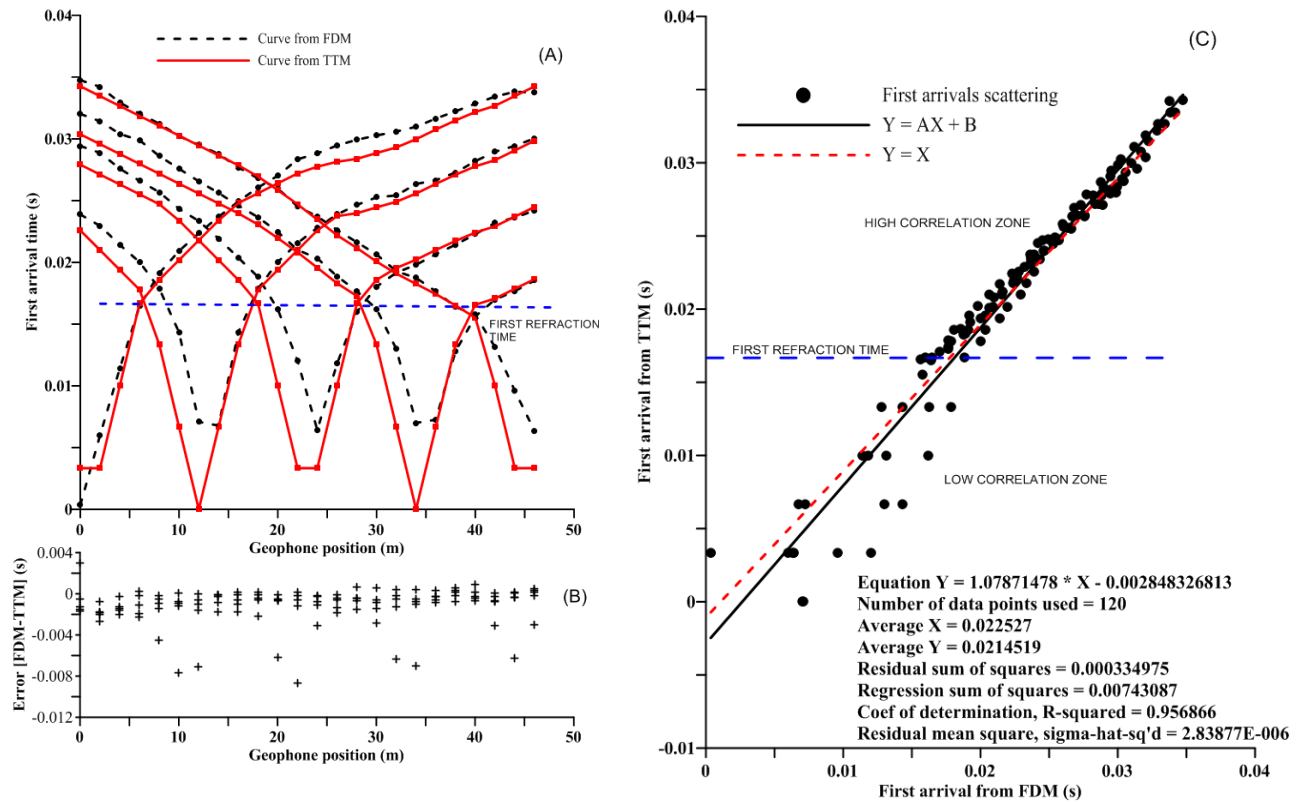 0.04
0.03
0.02
0.01
0
First arrival time (s)
Curve from FDM
Curve from TTM
(A)
FIRST REFRACTION
TIME
0 10 20 30 40 50
Geophone position (m)
0.004
0
-0.004
-0.008
-0.012
Error [FDM-TTM] (s)
(B)
0 10 20 30 40 50
Geophone position (m)
0.04
0.03
0.02
0.01
0
-0.01
First arrival from TTM (s)
(C)
First arrivals scattering
Y = AX + B
Y = X
HIGH CORRELATION ZONE
FIRST REFRACTION TIME
LOW CORRELATION ZONE
Equation Y = 1.07871478 * X - 0.002848326813
Number of data points used = 120
Average X = 0.022527
Average Y = 0.0214519
Residual sum of squares = 0.000334975
Regression sum of squares = 0.00743087
Coef of determination, R-squared = 0.956866
Residual mean square, sigma-hat-sq'd = 2.83877E-006
0 0.01 0.02 0.03 0.04
First arrival from FDM (s)